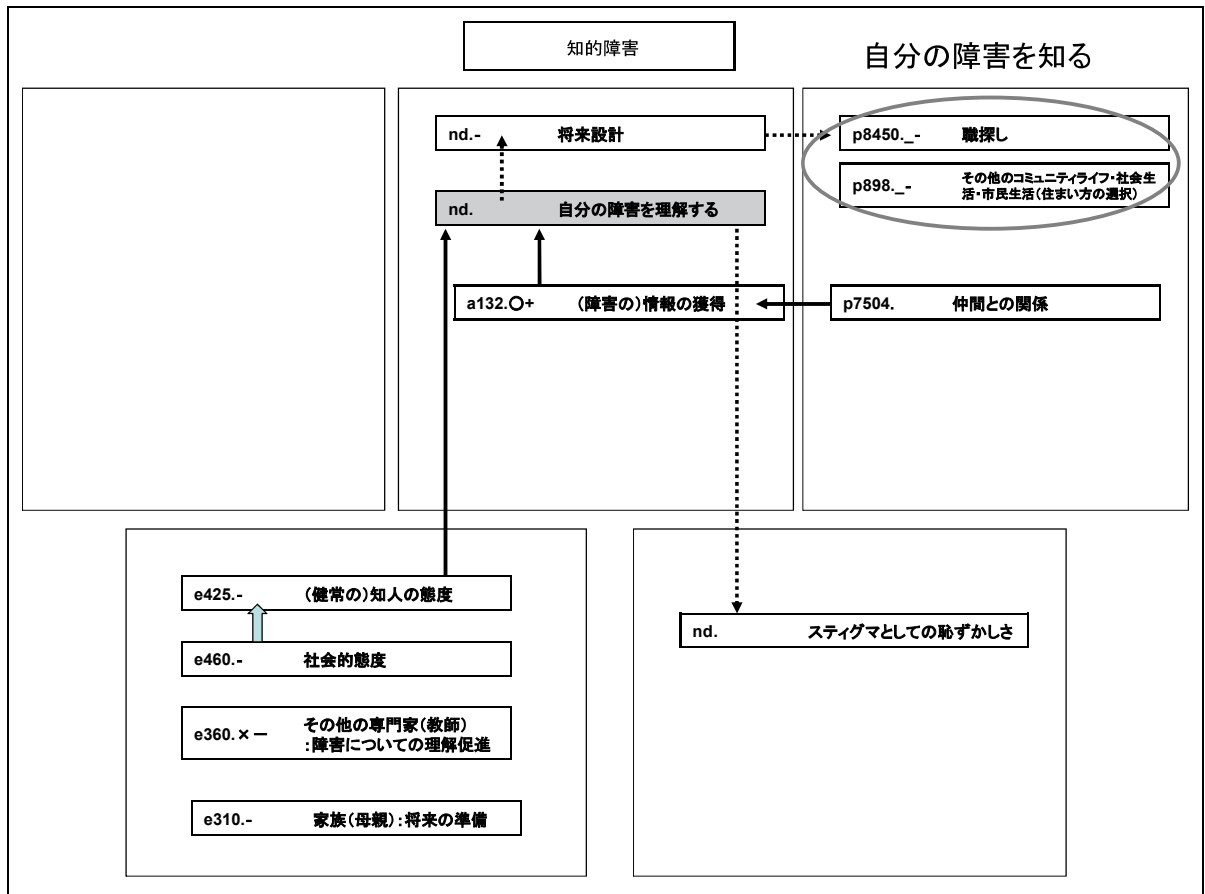 知的障害
自分の障害を知る
nd.- 将来設計
p8450._- 職探し
p898._- その他のコミュニティライフ・社会生
活・市民生活(住まい方の選択)
nd. 自分の障害を理解する
a132.〇+ (障害の)情報の獲得
p7504. 仲間との関係
e425.- (健常の)知人の態度
e460.- 社会的態度
e360.×- その他の専門家(教師)
:障害についての理解促進
e310.- 家族(母親):将来の準備
nd. スティグマとしての恥ずかしさ